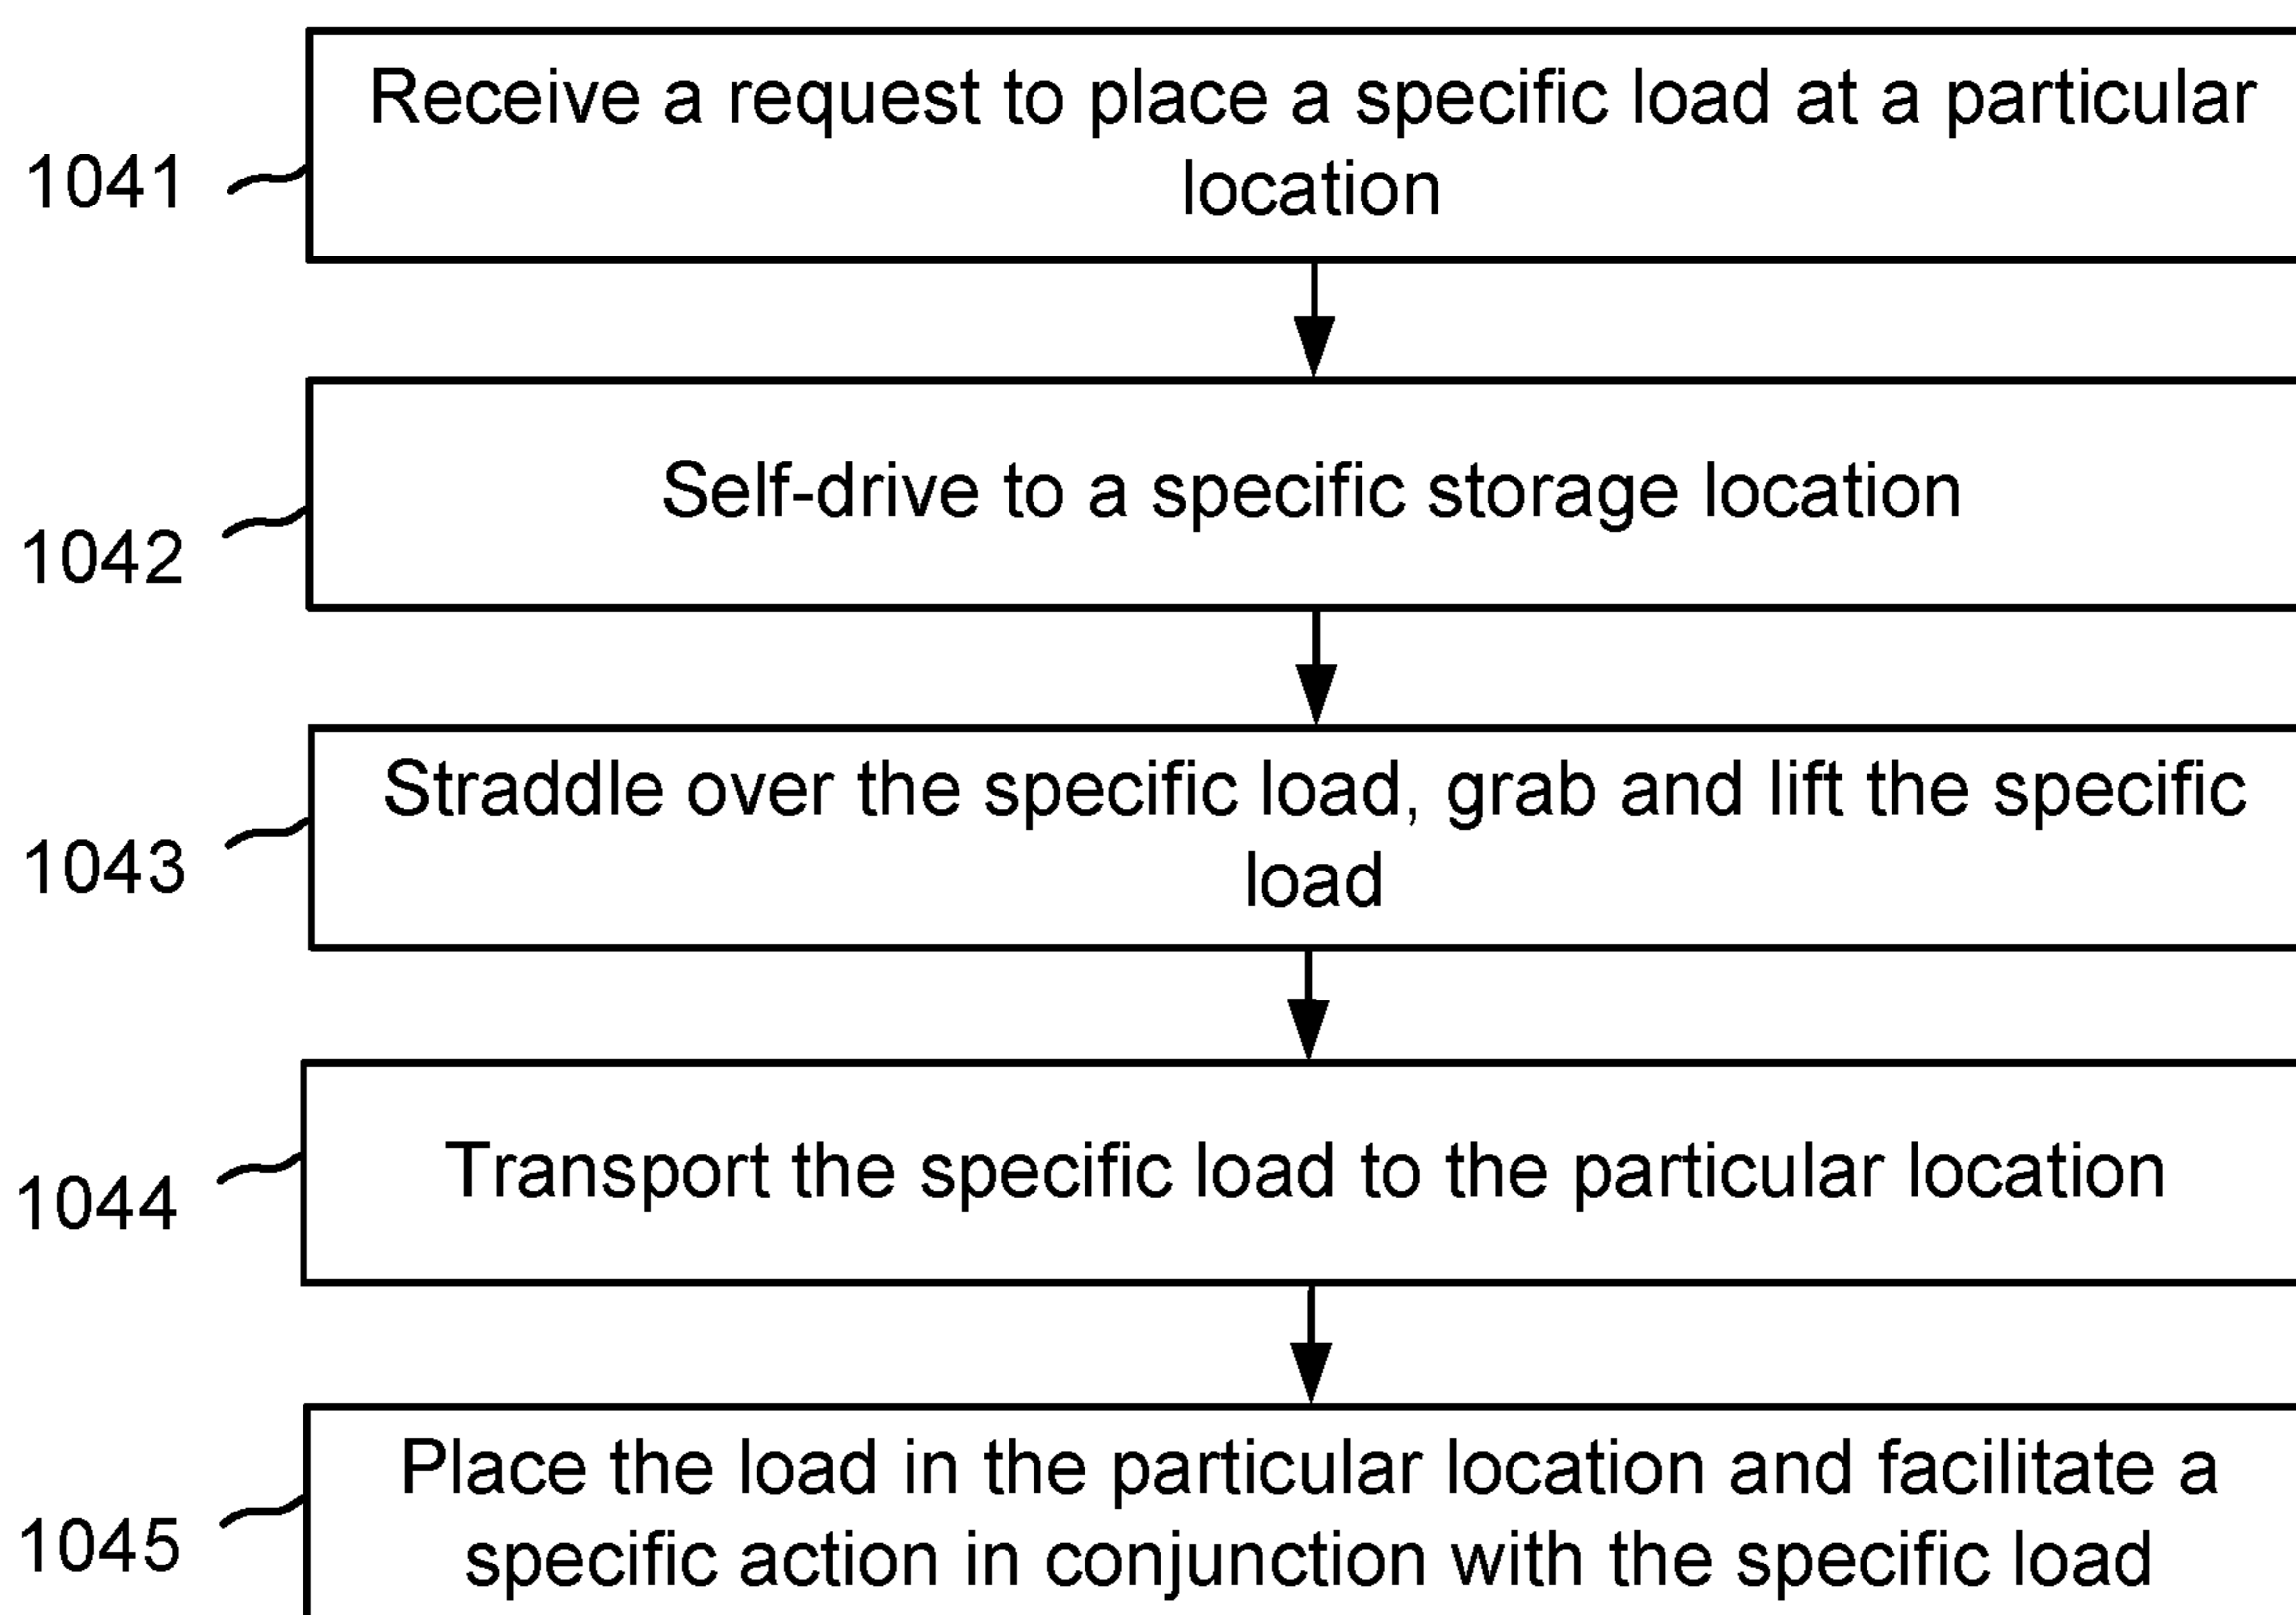 Receive a request to place a specific load at a particular
location
1041
Self-drive to a specific storage location
1042
Straddle over the specific load, grab and lift the specific
load
1043
Transport the specific load to the particular location
1044
Place the load in the particular location and facilitate a
specific action in conjunction with the specific load
1045